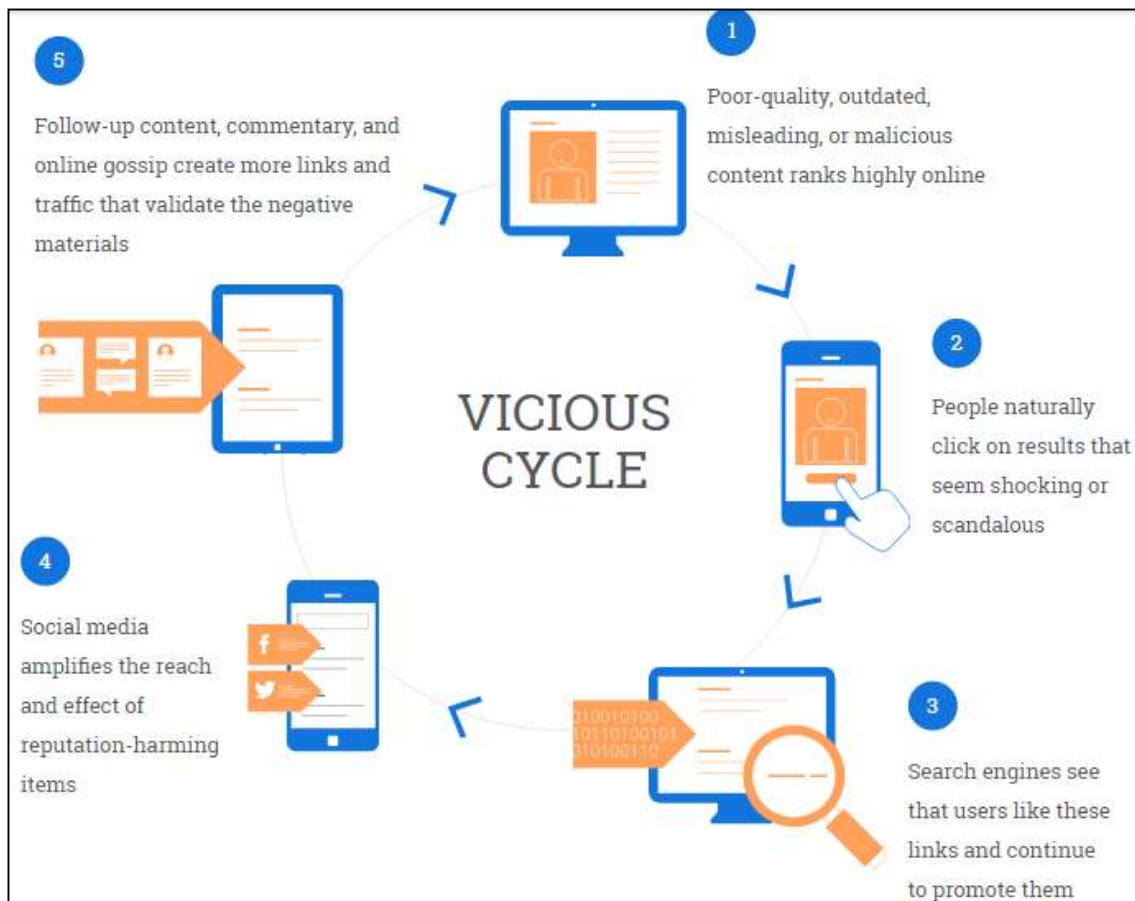 1
Poor-quality, outdated,
misleading, or malicious
content ranks highly online
2
People naturally
click on results that
seem shocking or
scandalous
3
Search engines see
that users like these
links and continue
to promote them
4
Social media
amplifies the reach
and effect of
reputation-harming
items
5
Follow-up content, commentary, and
online gossip create more links and
traffic that validate the negative
materials
VICIOUS
CYCLE
010010100
10110100101
010100110
f